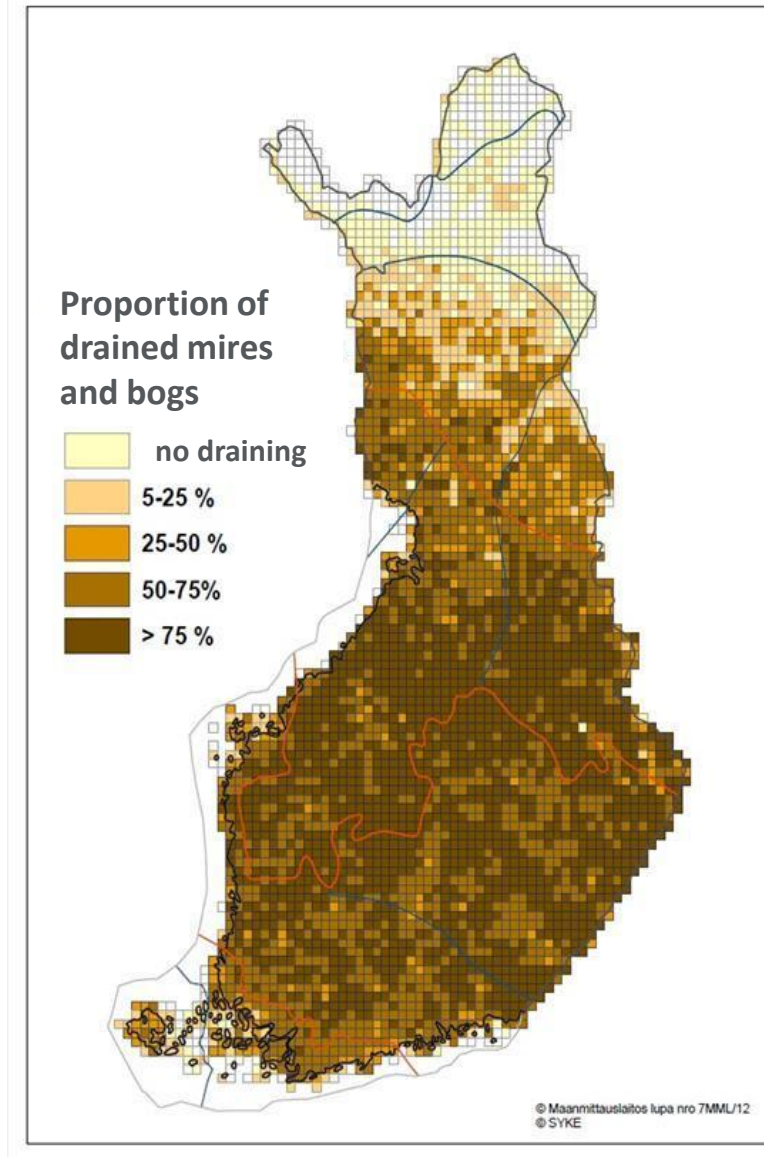 Proportion of
drained mires
and bogs
no draining
5-25 %
25-50 %
50-75%
> 75 %
© Maanmittauslaitos lupa nro 7MML/12
© SYKE